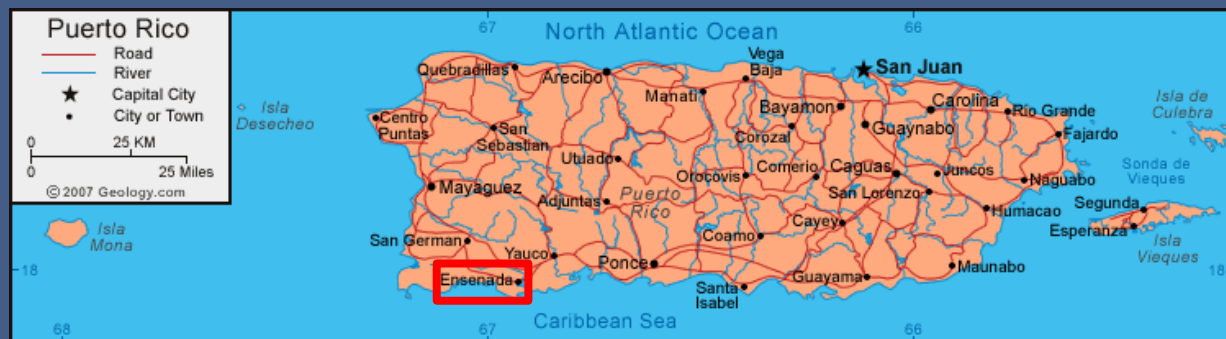 Puerto Rico
Road
River
Capital City
City or Town
0 25 KM
0 25 Miles
©2007 Geology.com
67
66
North Atlantic Ocean
Isla
Desecheo
Quebradillas
Arecibo
Vega
Baja
Manati
San Juan
Bayamon
Carolina
Rio Grande
Isla de
Culebra
Centro
Puntas
San
Sebastian
Corozal
Guaynabo
Fajardo
Utuado
Orocovis
Comerio
Caguas
Juncos
Naguabo
Sonda de
Vieques
Mayaguez
Adjuntas
Puerto
Rico
San Lorenzo
Humacao
Segunda
Isla
Mona
San German
Coamo
Cayey
Esperanza
Isla
Vieques
18
Yauco
Ponce
Maunabo
18
Ensenada
Santa
Isabel
Guayama
68
67
Caribbean Sea
66